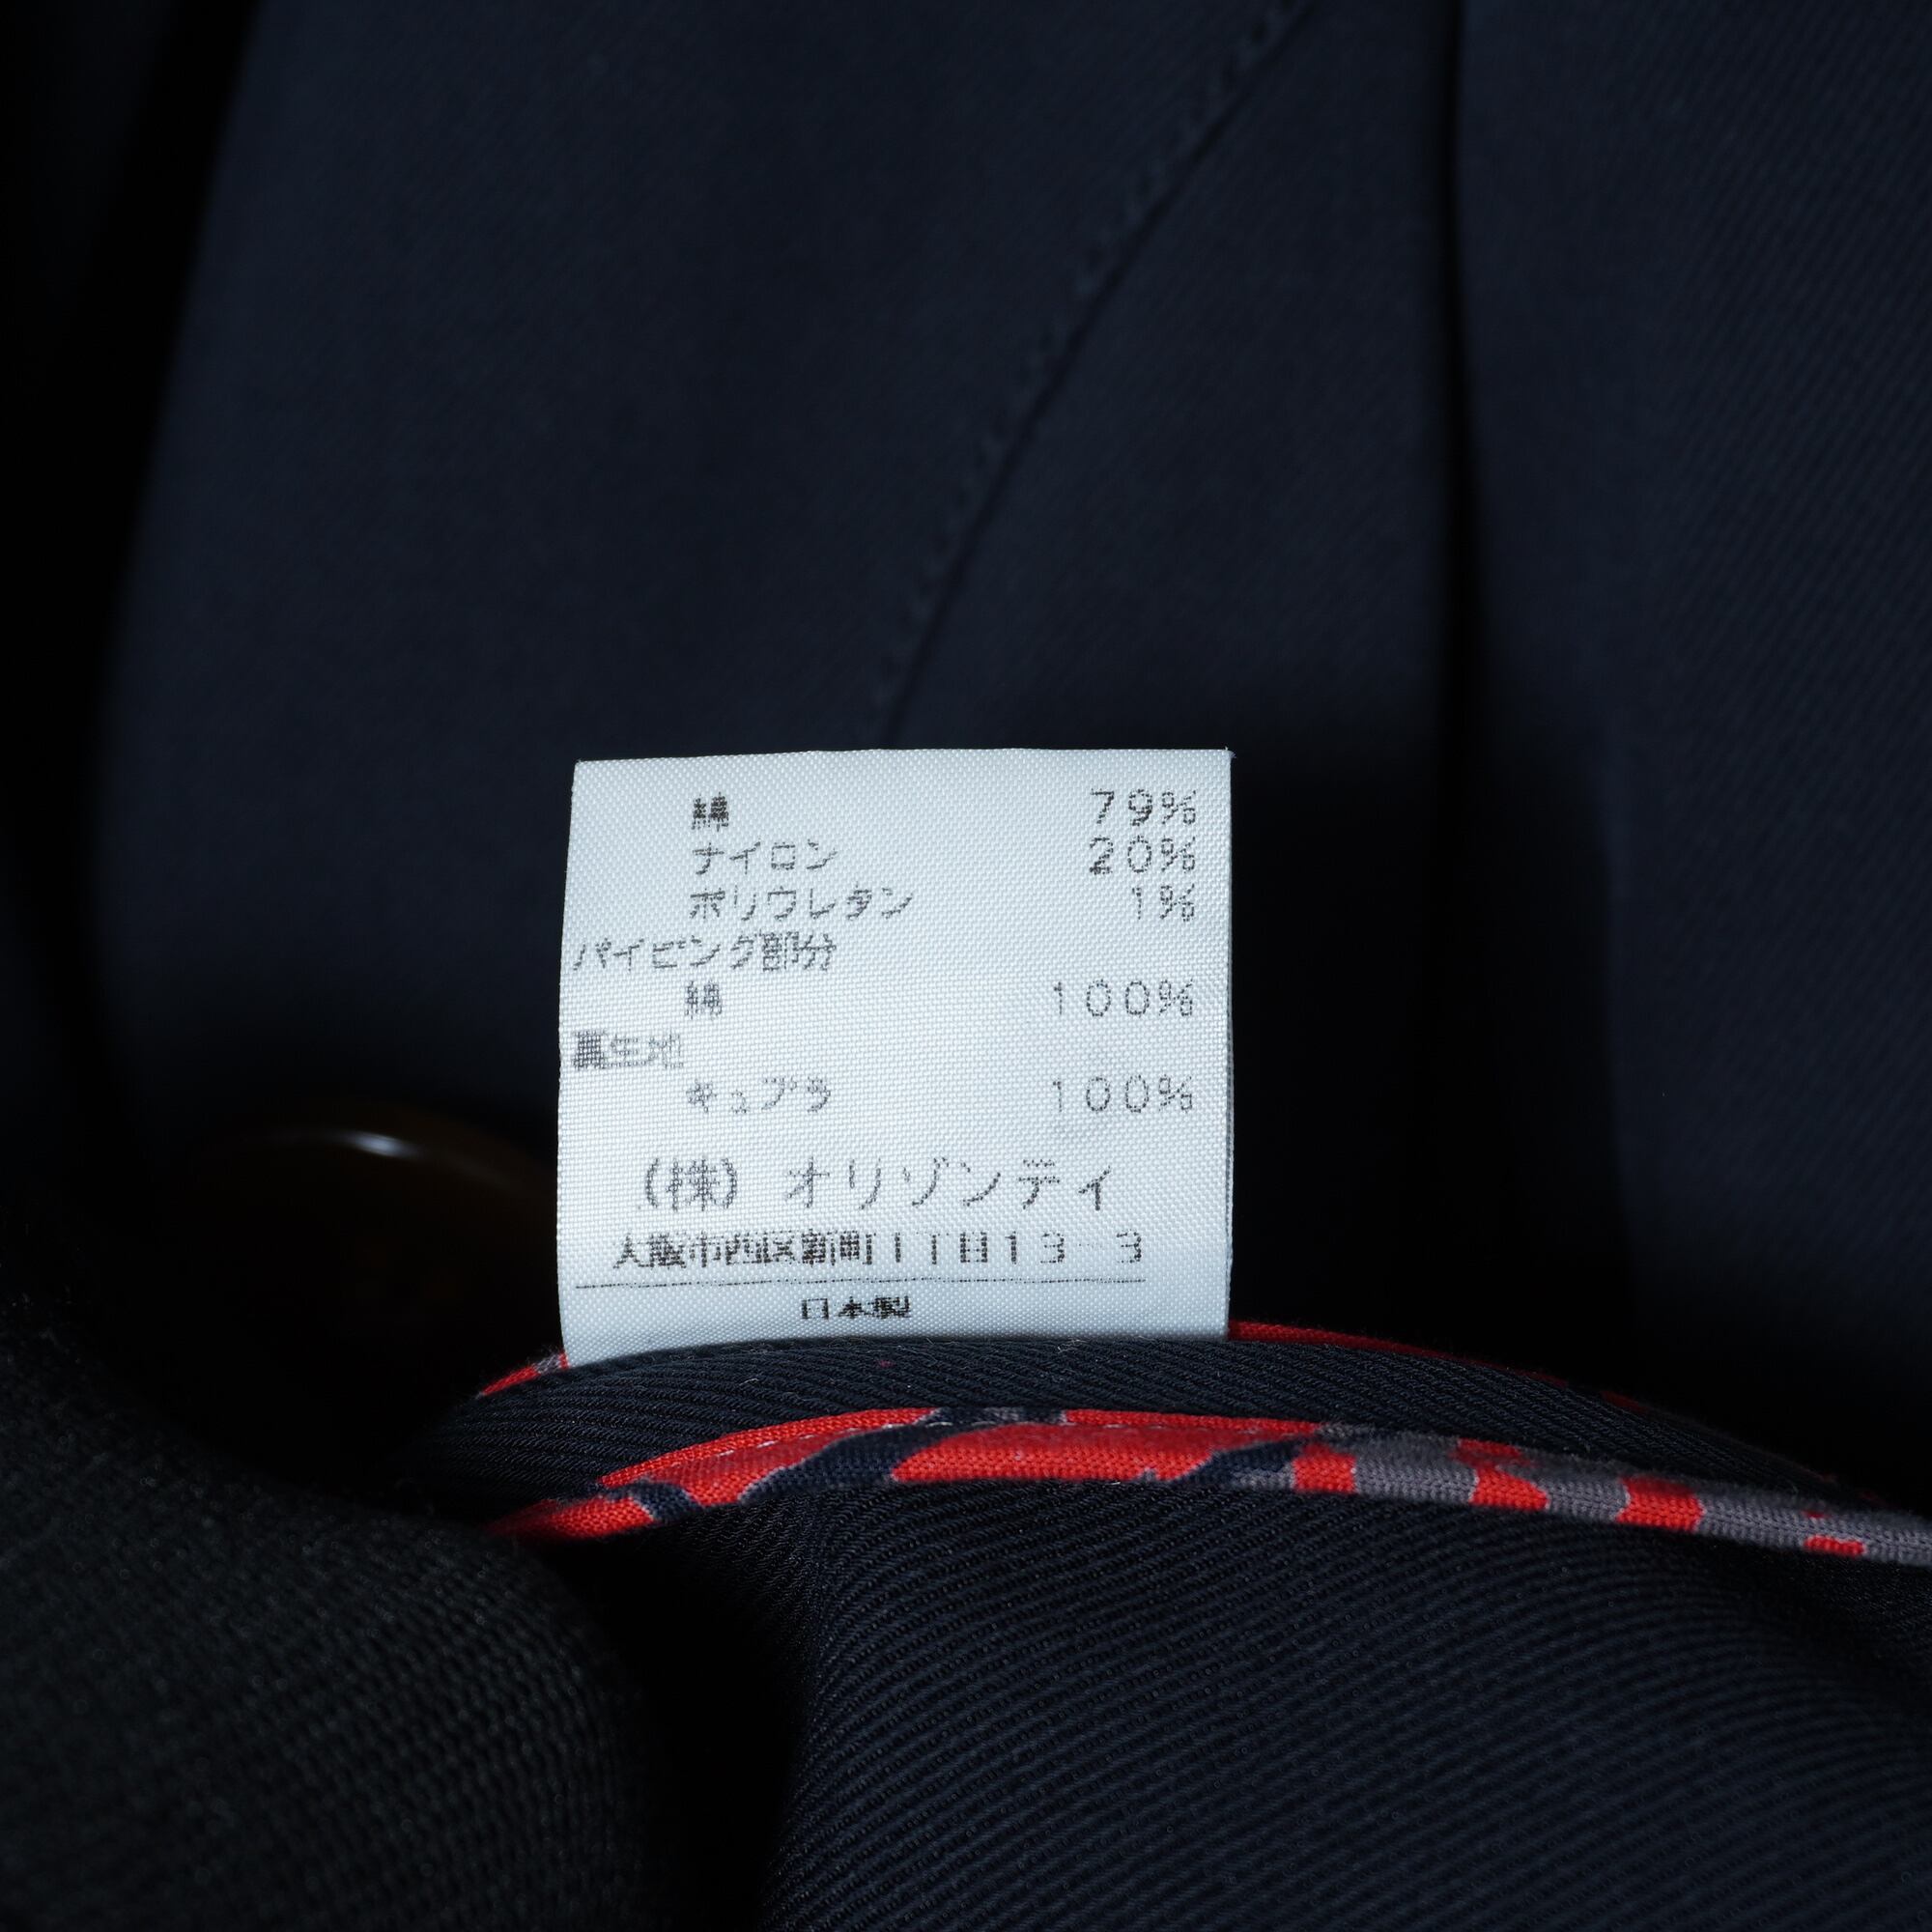 綿 79%
ナイロン 20%
ポリウレタン 1%
パイピング部分
綿 100%
裏生地
キュプラ 100%
(株) オリゾンティ
大阪市西区新町1丁目13-3
日本製